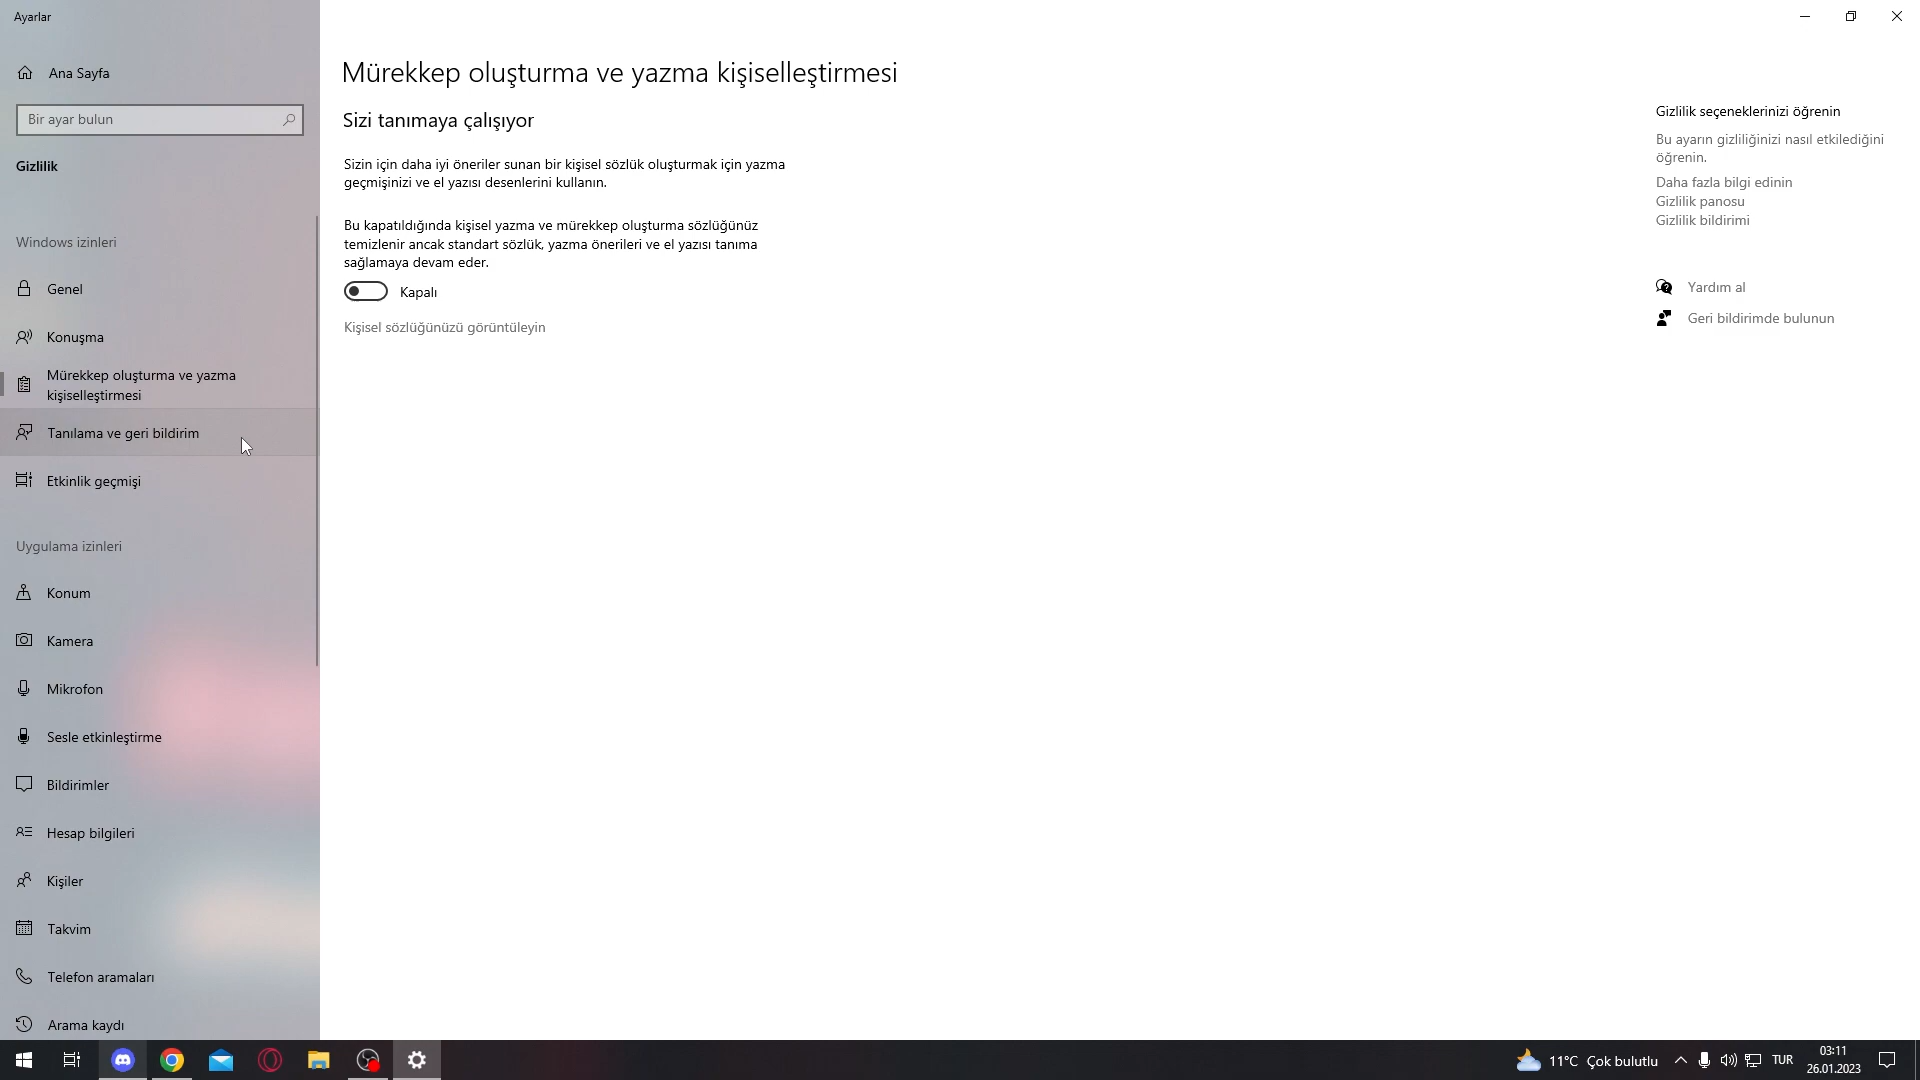 Ayarlar
Ana Sayfa
Bir ayar bulun
Gizlilik
Windows izinleri
Genel
Konuşma
Mürekkep oluşturma ve yazma
kişiselleştirmesi
Tanılama ve geri bildirim
Etkinlik geçmişi
Uygulama izinleri
Konum
Kamera
Mikrofon
Sesle etkinleştirme
Bildirimler
Hesap bilgileri
Kişiler
Takvim
Telefon aramaları
Arama kaydı
Mürekkep oluşturma ve yazma kişiselleştirmesi
Sizi tanımaya çalışıyor
Sizin için daha iyi öneriler sunan bir kişisel sözlük oluşturmak için yazma
geçmişinizi ve el yazısı desenlerini kullanın.
Bu kapatıldığında kişisel yazma ve mürekkep oluşturma sözlüğünüz
temizlenir ancak standart sözlük, yazma önerileri ve el yazısı tanıma
sağlamaya devam eder.
Kapalı
Kişisel sözlüğünüzü görüntüleyin
Gizlilik seçeneklerinizi öğrenin
Bu ayarın gizliliğinizi nasıl etkilediğini
öğrenin.
Daha fazla bilgi edinin
Gizlilik panosu
Gizlilik bildirimi
Yardım al
Geri bildirimde bulunun
11°C Çok bulutlu
TUR
03:11
26.01.2023